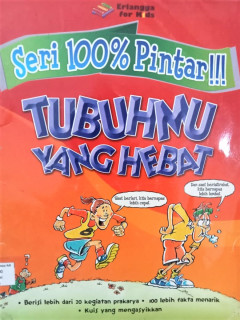 Erlangga
for Kids
Seri 100% Pintar!!!
TUBUHMU
YANG HEBAT
Saat berlari, kita bernapas
lebih cepat
Dan saat beristirahat,
kita bernapas
lebih lambat
• Berisi lebih dari 20 kegiatan prakarya • 100 lebih fakta menarik
• Kuis yang mengasyikkan